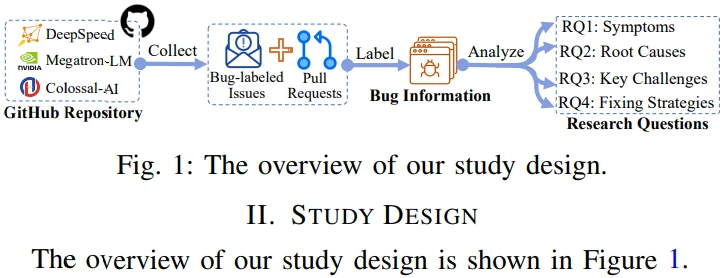 DeepSpeed
NVIDIA Megatron-LM
Colossal-AI
GitHub Repository
Collect
Bug-labeled
Issues
Pull
Requests
Label
Bug Information
Analyze
RQ1: Symptoms
RQ2: Root Causes
RQ3: Key Challenges
RQ4: Fixing Strategies
Research Questions
Fig. 1: The overview of our study design.
II. STUDY DESIGN
The overview of our study design is shown in Figure 1.